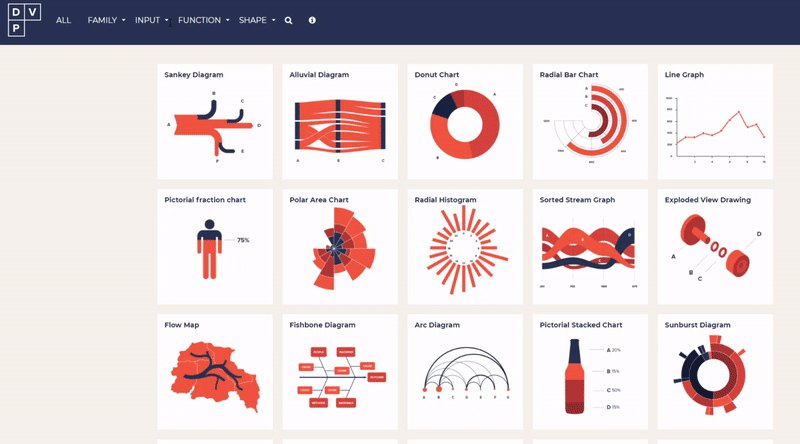 D V
P
ALL FAMILY INPUT FUNCTION SHAPE
Sankey Diagram
A
B
C
D
E
F
Alluvial Diagram
A B C
Donut Chart
A
B
C
D
Radial Bar Chart
A
B
C
Line Graph
Pictorial fraction chart
75%
Polar Area Chart
Radial Histogram
Sorted Stream Graph
Exploded View Drawing
A
B
C
D
Flow Map
Fishbone Diagram
Arc Diagram
A B C D E F G
Pictorial Stacked Chart
A 20%
B 15%
C 50%
D 15%
Sunburst Diagram